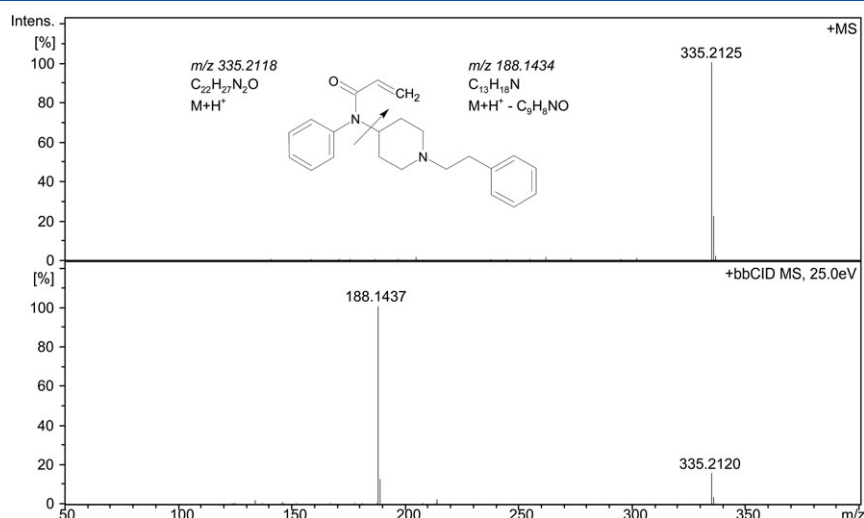 Intens.
[%]
+MS
335.2125
100
80
60
40
20
0
m/z 335.2118
C₂₂H₂₇N₂O
M+H⁺
O
CH₂
N
N
m/z 188.1434
C₁₃H₁₈N
M+H⁺ - C₉H₈NO
[%]
+bbCID MS, 25.0eV
188.1437
335.2120
100
80
60
40
20
0
50 100 150 200 250 300 350 m/z